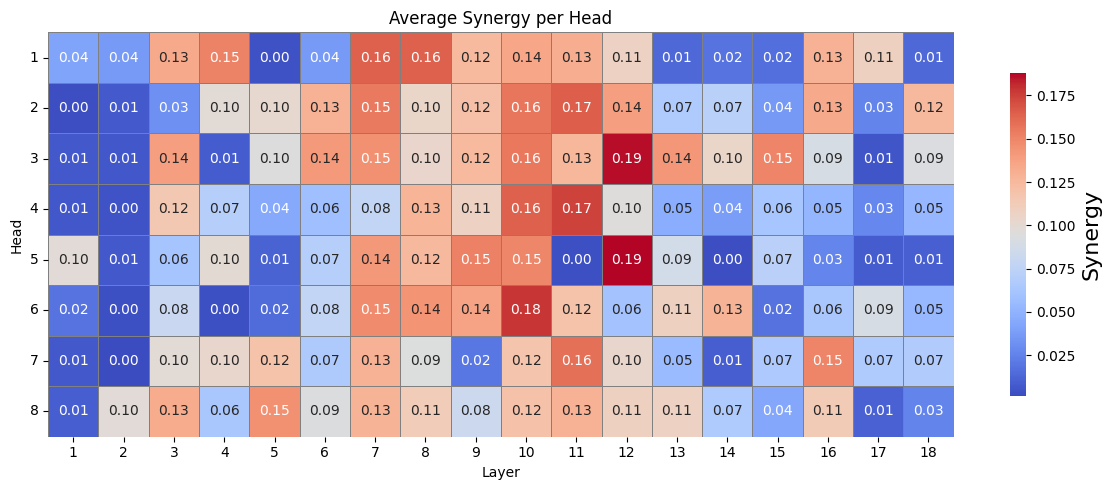 Average Synergy per Head
1 0.04 0.04 0.13 0.15 0.00 0.04 0.16 0.16 0.12 0.14 0.13 0.11 0.01 0.02 0.02 0.13 0.11 0.01
0.175
2 0.00 0.01 0.03 0.10 0.10 0.13 0.15 0.10 0.12 0.16 0.17 0.14 0.07 0.07 0.04 0.13 0.03 0.12
0.150
3 0.01 0.01 0.14 0.01 0.10 0.14 0.15 0.10 0.12 0.16 0.13 0.19 0.14 0.10 0.15 0.09 0.01 0.09
0.125
4 0.01 0.00 0.12 0.07 0.04 0.06 0.08 0.13 0.11 0.16 0.17 0.10 0.05 0.04 0.06 0.05 0.03 0.05
0.100
Head
Synergy
5 0.10 0.01 0.06 0.10 0.01 0.07 0.14 0.12 0.15 0.15 0.00 0.19 0.09 0.00 0.07 0.03 0.01 0.01
0.075
6 0.02 0.00 0.08 0.00 0.02 0.08 0.15 0.14 0.14 0.18 0.12 0.06 0.11 0.13 0.02 0.06 0.09 0.05
0.050
7 0.01 0.00 0.10 0.10 0.12 0.07 0.13 0.09 0.02 0.12 0.16 0.10 0.05 0.01 0.07 0.15 0.07 0.07
0.025
8 0.01 0.10 0.13 0.06 0.15 0.09 0.13 0.11 0.08 0.12 0.13 0.11 0.11 0.07 0.04 0.11 0.01 0.03
1 2 3 4 5 6 7 8 9 10 11 12 13 14 15 16 17 18
Layer